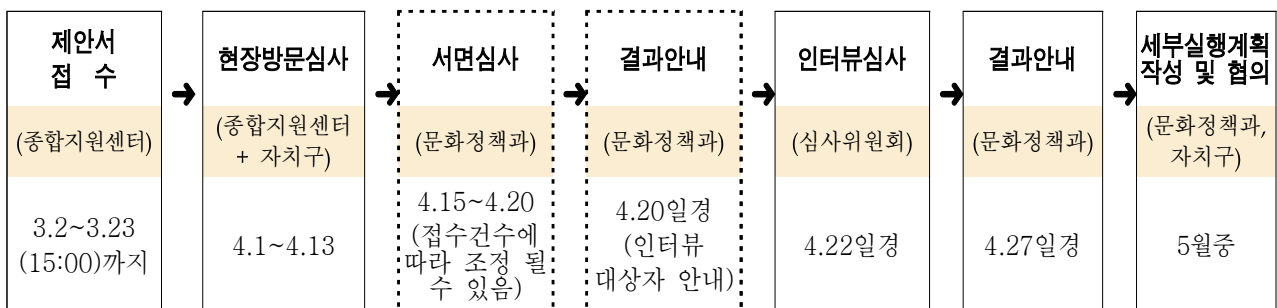 제안서
접 수
(종합지원센터)
3.2~3.23
(15:00)까지
➔
현장방문심사
(종합지원센터
+ 자치구)
4.1~4.13
➔
서면심사
(문화정책과)
4.15~4.20
(접수건수에
따라 조정 될
수 있음)
➔
결과안내
(문화정책과)
4.20일경
(인터뷰
대상자 안내)
➔
인터뷰심사
(심사위원회)
4.22일경
➔
결과안내
(문화정책과)
4.27일경
➔
세부실행계획
작성 및 협의
(문화정책과,
자치구)
5월중